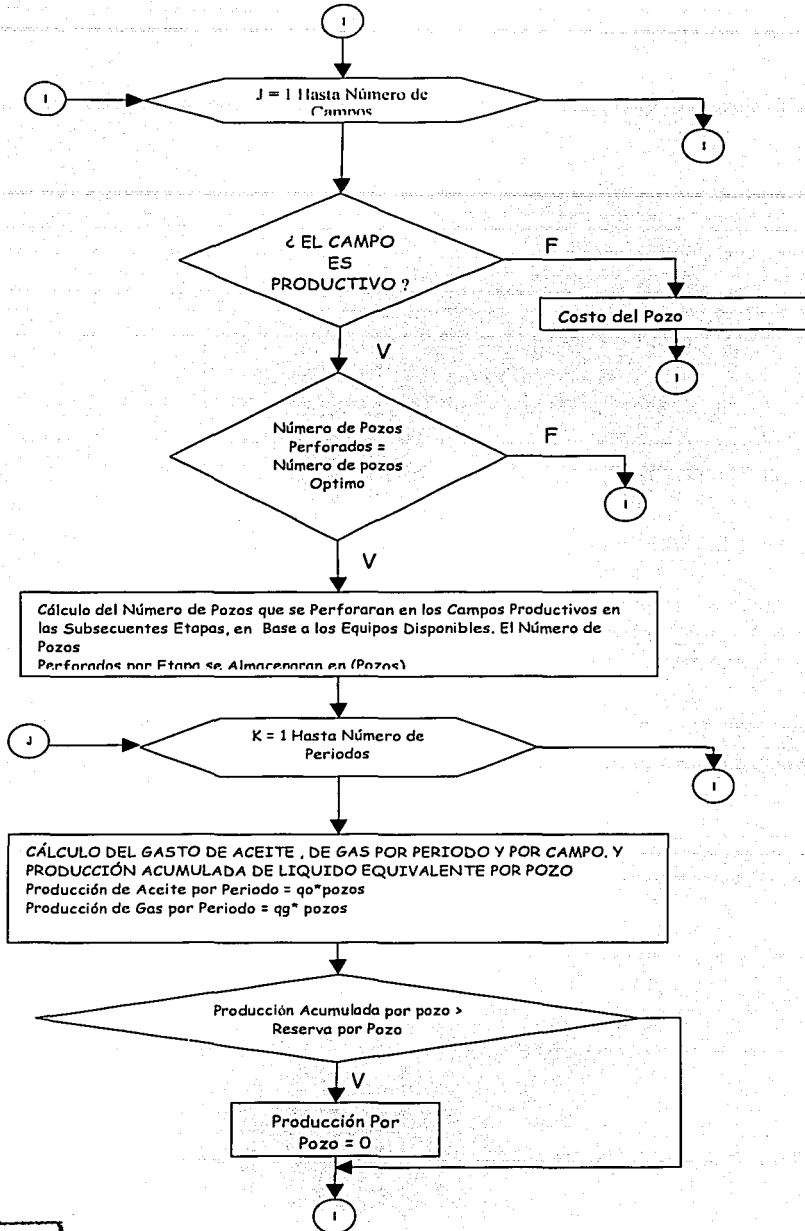 J = 1 Hasta Número de
Campos
¿ EL CAMPO
ES
PRODUCTIVO ?
F
Costo del Pozo
V
Número de Pozos
Perforados =
Número de pozos
Optimo
F
V
Cálculo del Número de Pozos que se Perforaran en los Campos Productivos en
las Subsecuentes Etapas, en Base a los Equipos Disponibles. El Número de
Pozos
Perforados por Etapa se Almacenaran en (Pozos)
J
K = 1 Hasta Número de
Periodos
CÁLCULO DEL GASTO DE ACEITE , DE GAS POR PERIODO Y POR CAMPO. Y
PRODUCCIÓN ACUMULADA DE LIQUIDO EQUIVALENTE POR POZO
Producción de Aceite por Periodo = qo*pozos
Producción de Gas por Periodo = qg* pozos
Producción Acumulada por pozo >
Reserva por Pozo
V
Producción Por
Pozo = 0